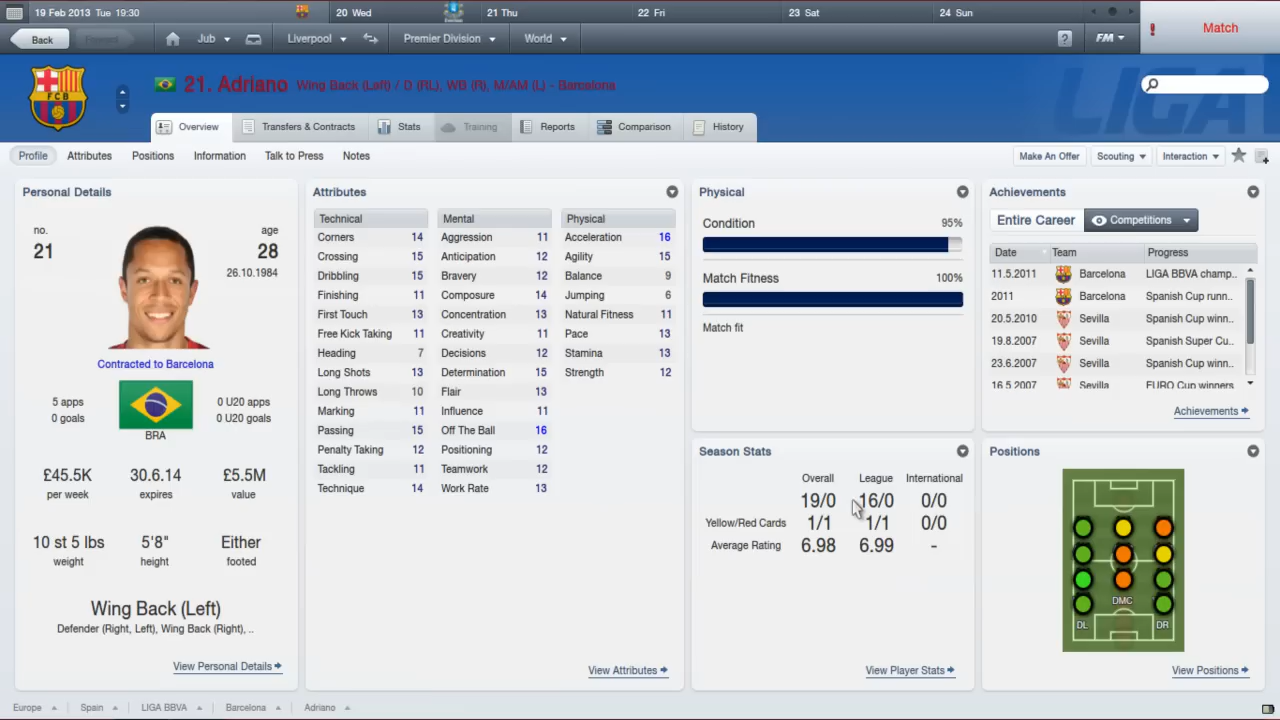 19 Feb 2013 Tue 19:30 20 Wed 21 Thu 22 Fri 23 Sat 24 Sun
Back Job Liverpool Premier Division World ? FM ! Match
21. Adriano Wing Back (Left) / D (RL), WB (R), M/AM (L) - Barcelona
FCB
LIGA
Overview Transfers & Contracts Stats Training Reports Comparison History
Profile Attributes Positions Information Talk to Press Notes Make An Offer Scouting Interaction
Personal Details
no.
21
age
28
26.10.1984
Contracted to Barcelona
5 apps
0 goals
BRA
0 U20 apps
0 U20 goals
£45.5K
per week
30.6.14
expires
£5.5M
value
10 st 5 lbs
weight
5'8"
height
Either
footed
Wing Back (Left)
Defender (Right, Left), Wing Back (Right), ..
View Personal Details
Attributes
Technical Mental Physical
Corners 14 Aggression 11 Acceleration 16
Crossing 15 Anticipation 12 Agility 15
Dribbling 15 Bravery 12 Balance 9
Finishing 11 Composure 14 Jumping 6
First Touch 13 Concentration 13 Natural Fitness 11
Free Kick Taking 11 Creativity 11 Pace 13
Heading 7 Decisions 12 Stamina 13
Long Shots 13 Determination 15 Strength 12
Long Throws 10 Flair 13
Marking 11 Influence 11
Passing 15 Off The Ball 16
Penalty Taking 12 Positioning 12
Tackling 11 Teamwork 12
Technique 14 Work Rate 13
View Attributes
Physical
Condition 95%
Match Fitness 100%
Match fit
Season Stats
Overall League International
19/0 16/0 0/0
Yellow/Red Cards 1/1 1/1 0/0
Average Rating 6.98 6.99 -
View Player Stats
Achievements
Entire Career Competitions
Date Team Progress
11.5.2011 Barcelona LIGA BBVA champ..
2011 Barcelona Spanish Cup runn..
20.5.2010 Sevilla Spanish Cup winn..
19.8.2007 Sevilla Spanish Super Cu..
23.6.2007 Sevilla Spanish Cup winn..
16.5.2007 Sevilla EURO Cup winners
Achievements
Positions
DMC
DL DR
View Positions
Europe Spain LIGA BBVA Barcelona Adriano